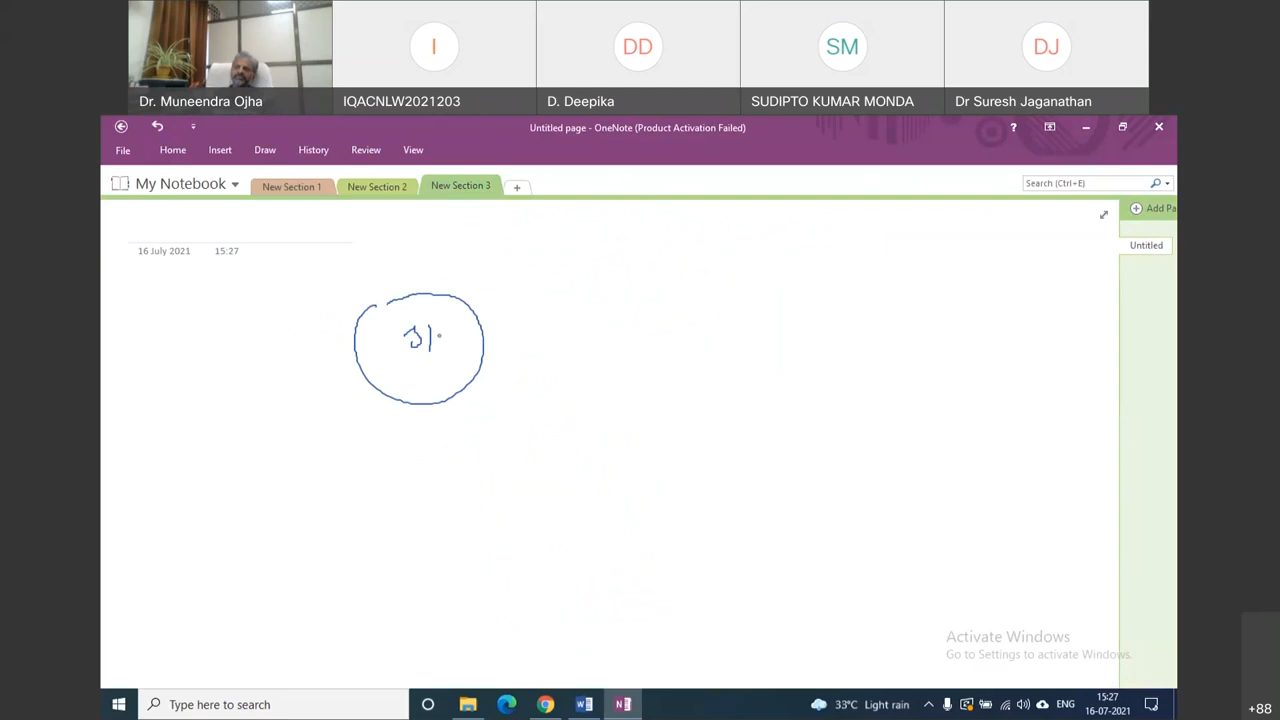 I DD SM DJ
Dr. Muneendra Ojha IQACNLW2021203 D. Deepika SUDIPTO KUMAR MONDA Dr Suresh Jaganathan
Untitled page - OneNote (Product Activation Failed) ?
File Home Insert Draw History Review View
My Notebook New Section 1 New Section 2 New Section 3 + Search (Ctrl+E)
Add Pa
16 July 2021 15:27 Untitled
Activate Windows
Go to Settings to activate Windows.
Type here to search 33°C Light rain ENG 15:27
16-07-2021
+88